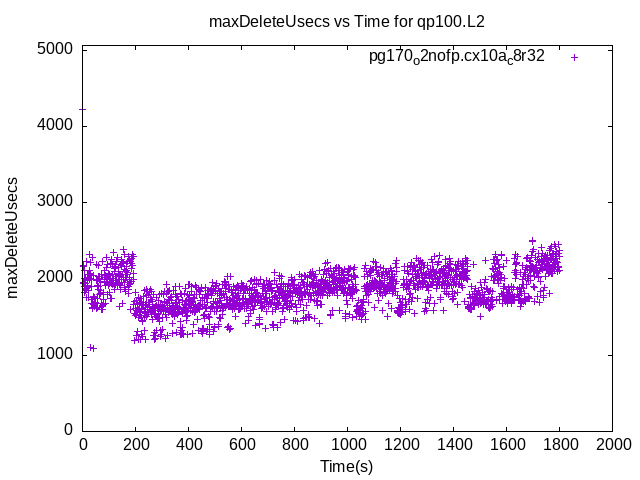 maxDeleteUsecs vs Time for qp100.L2
pg170o2nofp.cx10ac8r32
maxDeleteUsecs
5000
4000
3000
2000
1000
0
0 200 400 600 800 1000 1200 1400 1600 1800 2000
Time(s)